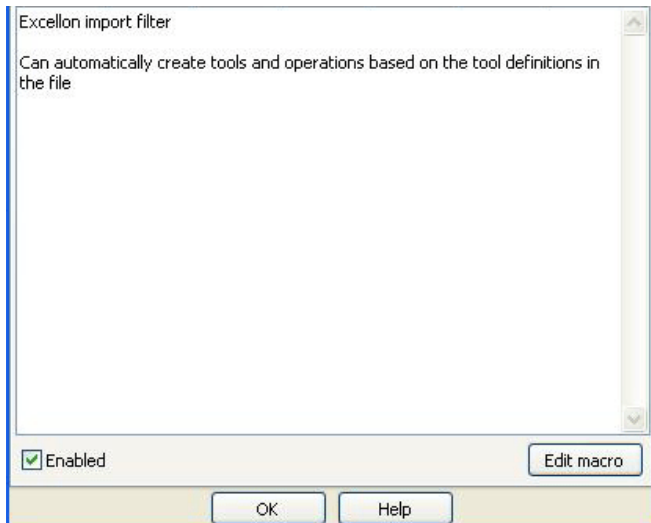 Excellon import filter
Can automatically create tools and operations based on the tool definitions in
the file
Enabled
Edit macro
OK
Help